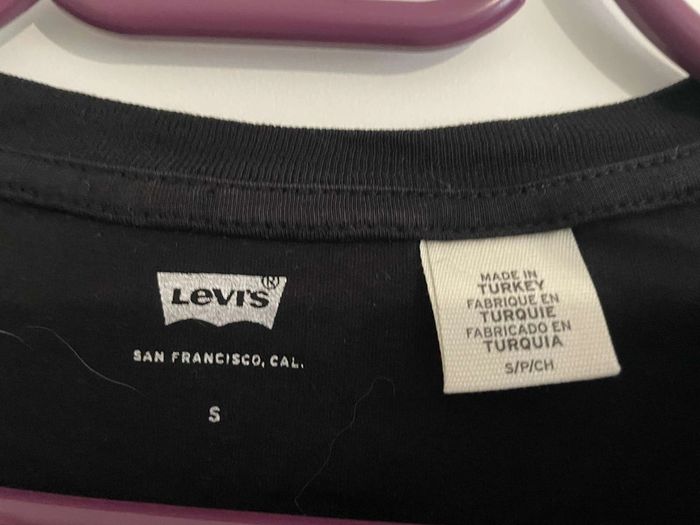 Levi's®
SAN FRANCISCO, CAL.
S
MADE IN
TURKEY
FABRIQUE EN
TURQUIE
FABRICADO EN
TURQUIA
S/P/CH